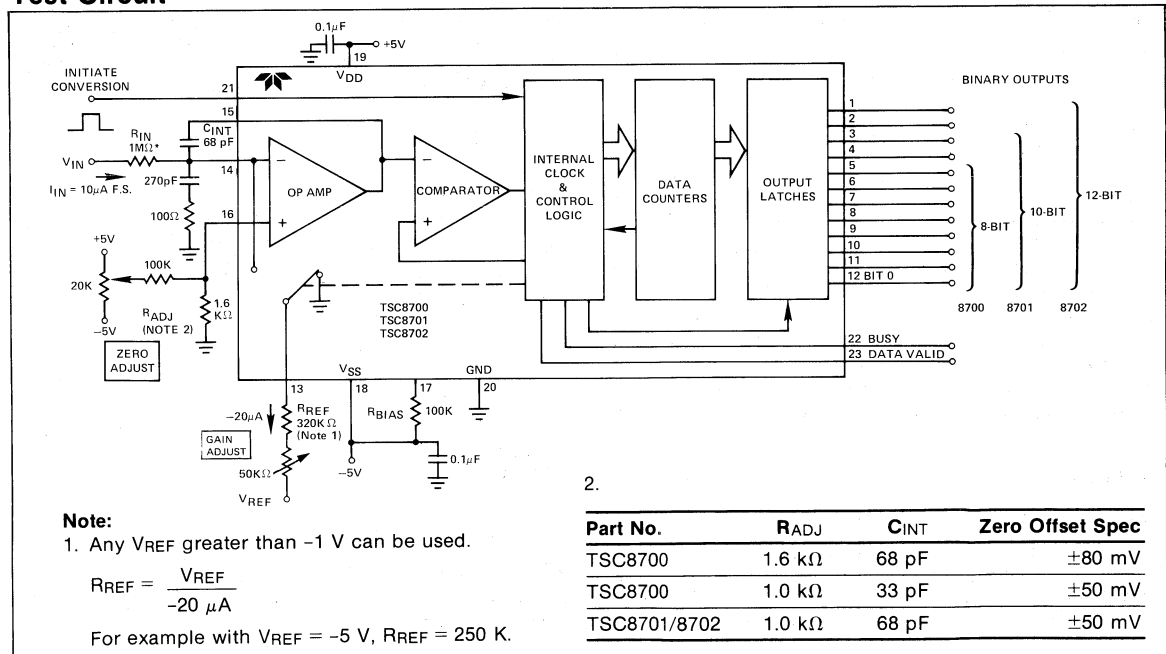 Test Circuit
0.1μF
+5V
19
VDD
INITIATE
CONVERSION
21
15
CINT
68 pF
RIN
1MΩ*
VIN
14
IIN = 10μA F.S.
270pF
100Ω
16
−
+
OP AMP
−
+
COMPARATOR
INTERNAL
CLOCK
&
CONTROL
LOGIC
DATA
COUNTERS
OUTPUT
LATCHES
BINARY OUTPUTS
1
2
3
4
5
6
7
8
9
10
11
12 BIT 0
8-BIT
10-BIT
12-BIT
8700
8701
8702
22 BUSY
23 DATA VALID
+5V
100K
20K
RADJ
(NOTE 2)
1.6
KΩ
−5V
ZERO
ADJUST
TSC8700
TSC8701
TSC8702
VSS
GND
13
18
17
20
−20μA
RREF
320KΩ
(Note 1)
RBIAS
100K
GAIN
ADJUST
50KΩ
−5V
0.1μF
VREF
Note:
1. Any VREF greater than −1 V can be used.
RREF = VREF
−20 μA
For example with VREF = −5 V, RREF = 250 K.
2.
Part No. RADJ CINT Zero Offset Spec
TSC8700 1.6 kΩ 68 pF ±80 mV
TSC8700 1.0 kΩ 33 pF ±50 mV
TSC8701/8702 1.0 kΩ 68 pF ±50 mV